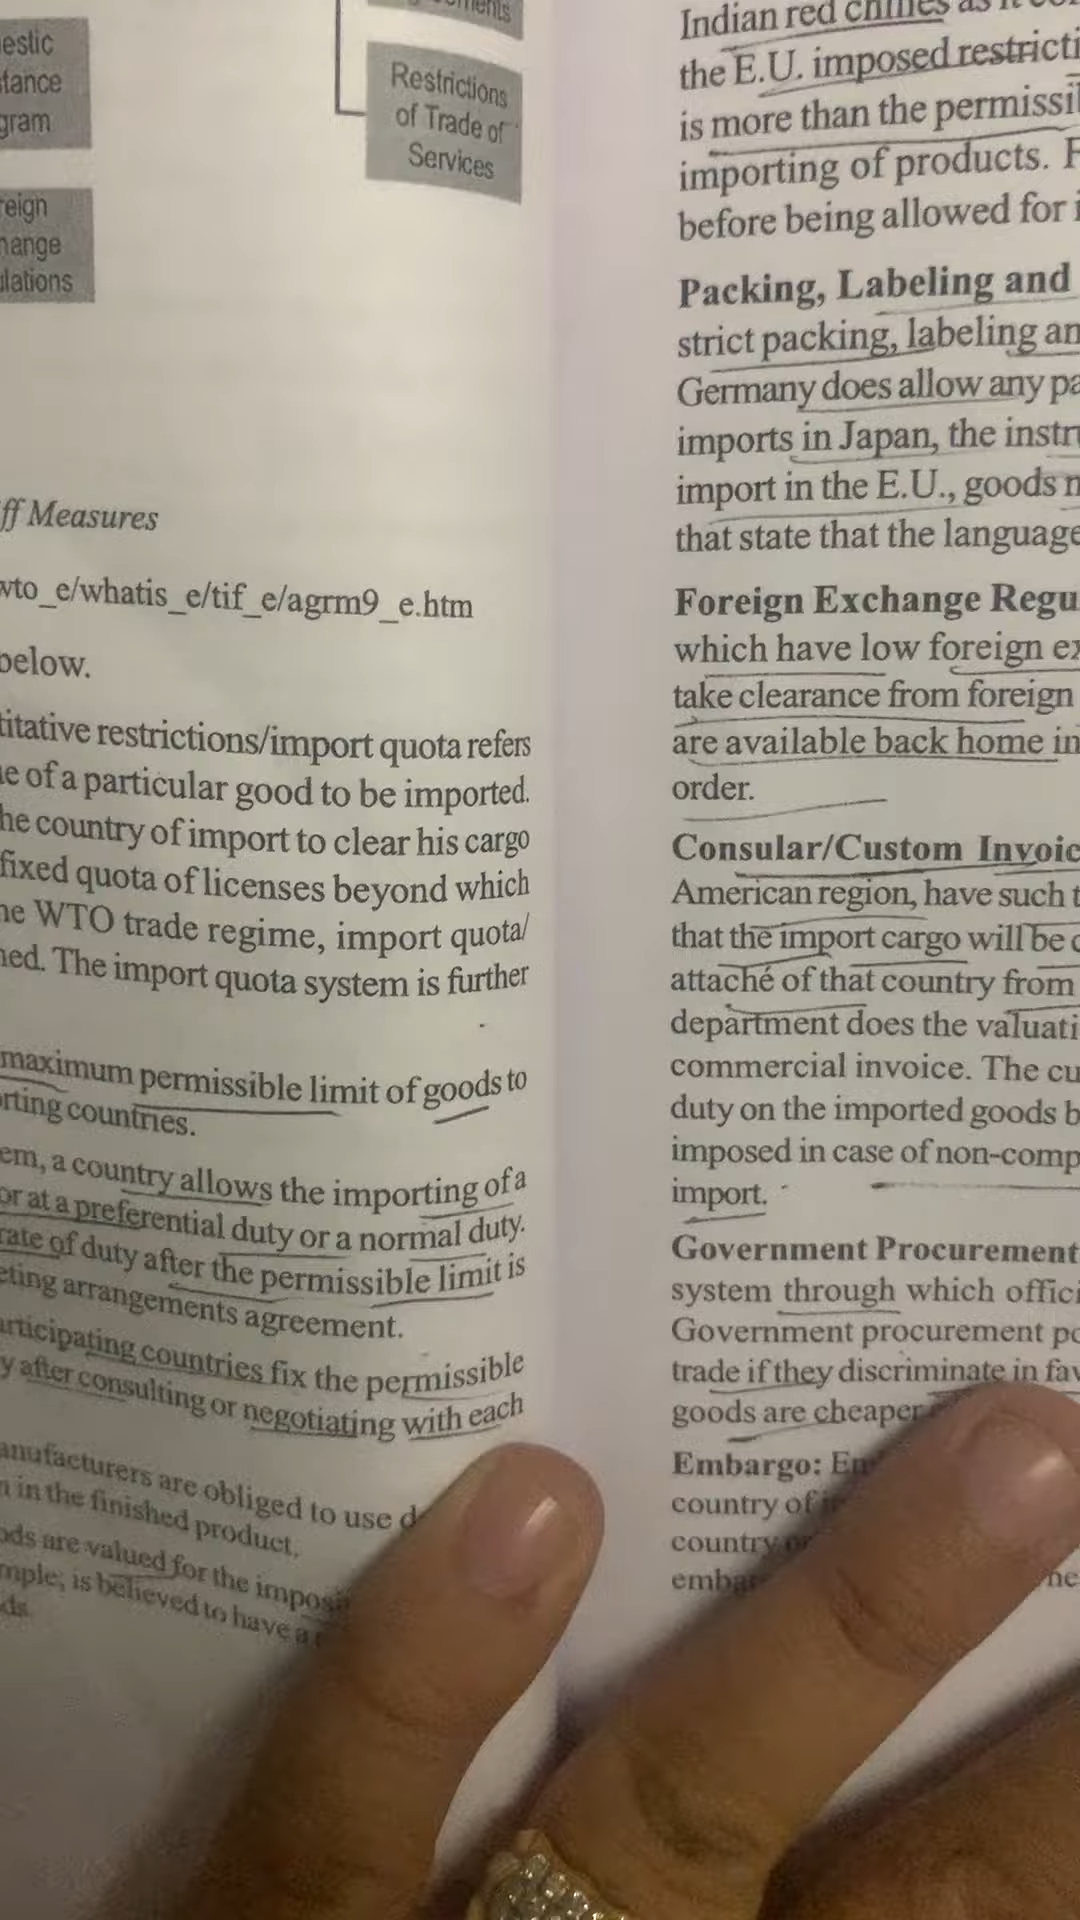 estic
tance
gram
Restrictions
of Trade of
Services
reign
hange
ulations
ff Measures
wto_e/whatis_e/tif_e/agrm9_e.htm
below.
titative restrictions/import quota refers
e of a particular good to be imported.
he country of import to clear his cargo
fixed quota of licenses beyond which
he WTO trade regime, import quota/
ned. The import quota system is further
maximum permissible limit of goods to
rting countries.
em, a country allows the importing of a
or at a preferential duty or a normal duty.
rate of duty after the permissible limit is
eting arrangements agreement.
articipating countries fix the permissible
y after consulting or negotiating with each
anufacturers are obliged to use d
n in the finished product.
ods are valued for the imposi
mple, is believed to have a
ds.
Indian red chillies as it
the E.U. imposed restricti
is more than the permissi
importing of products. F
before being allowed for i
Packing, Labeling and
strict packing, labeling an
Germany does allow any pa
imports in Japan, the instru
import in the E.U., goods n
that state that the language
Foreign Exchange Regu
which have low foreign ex
take clearance from foreign
are available back home in
order.
Consular/Custom Invoic
American region, have such t
that the import cargo will be c
attaché of that country from
department does the valuati
commercial invoice. The cu
duty on the imported goods b
imposed in case of non-comp
import.
Government Procurement
system through which offici
Government procurement po
trade if they discriminate in fav
goods are cheaper
Embargo: Em
country of i
country or
embar